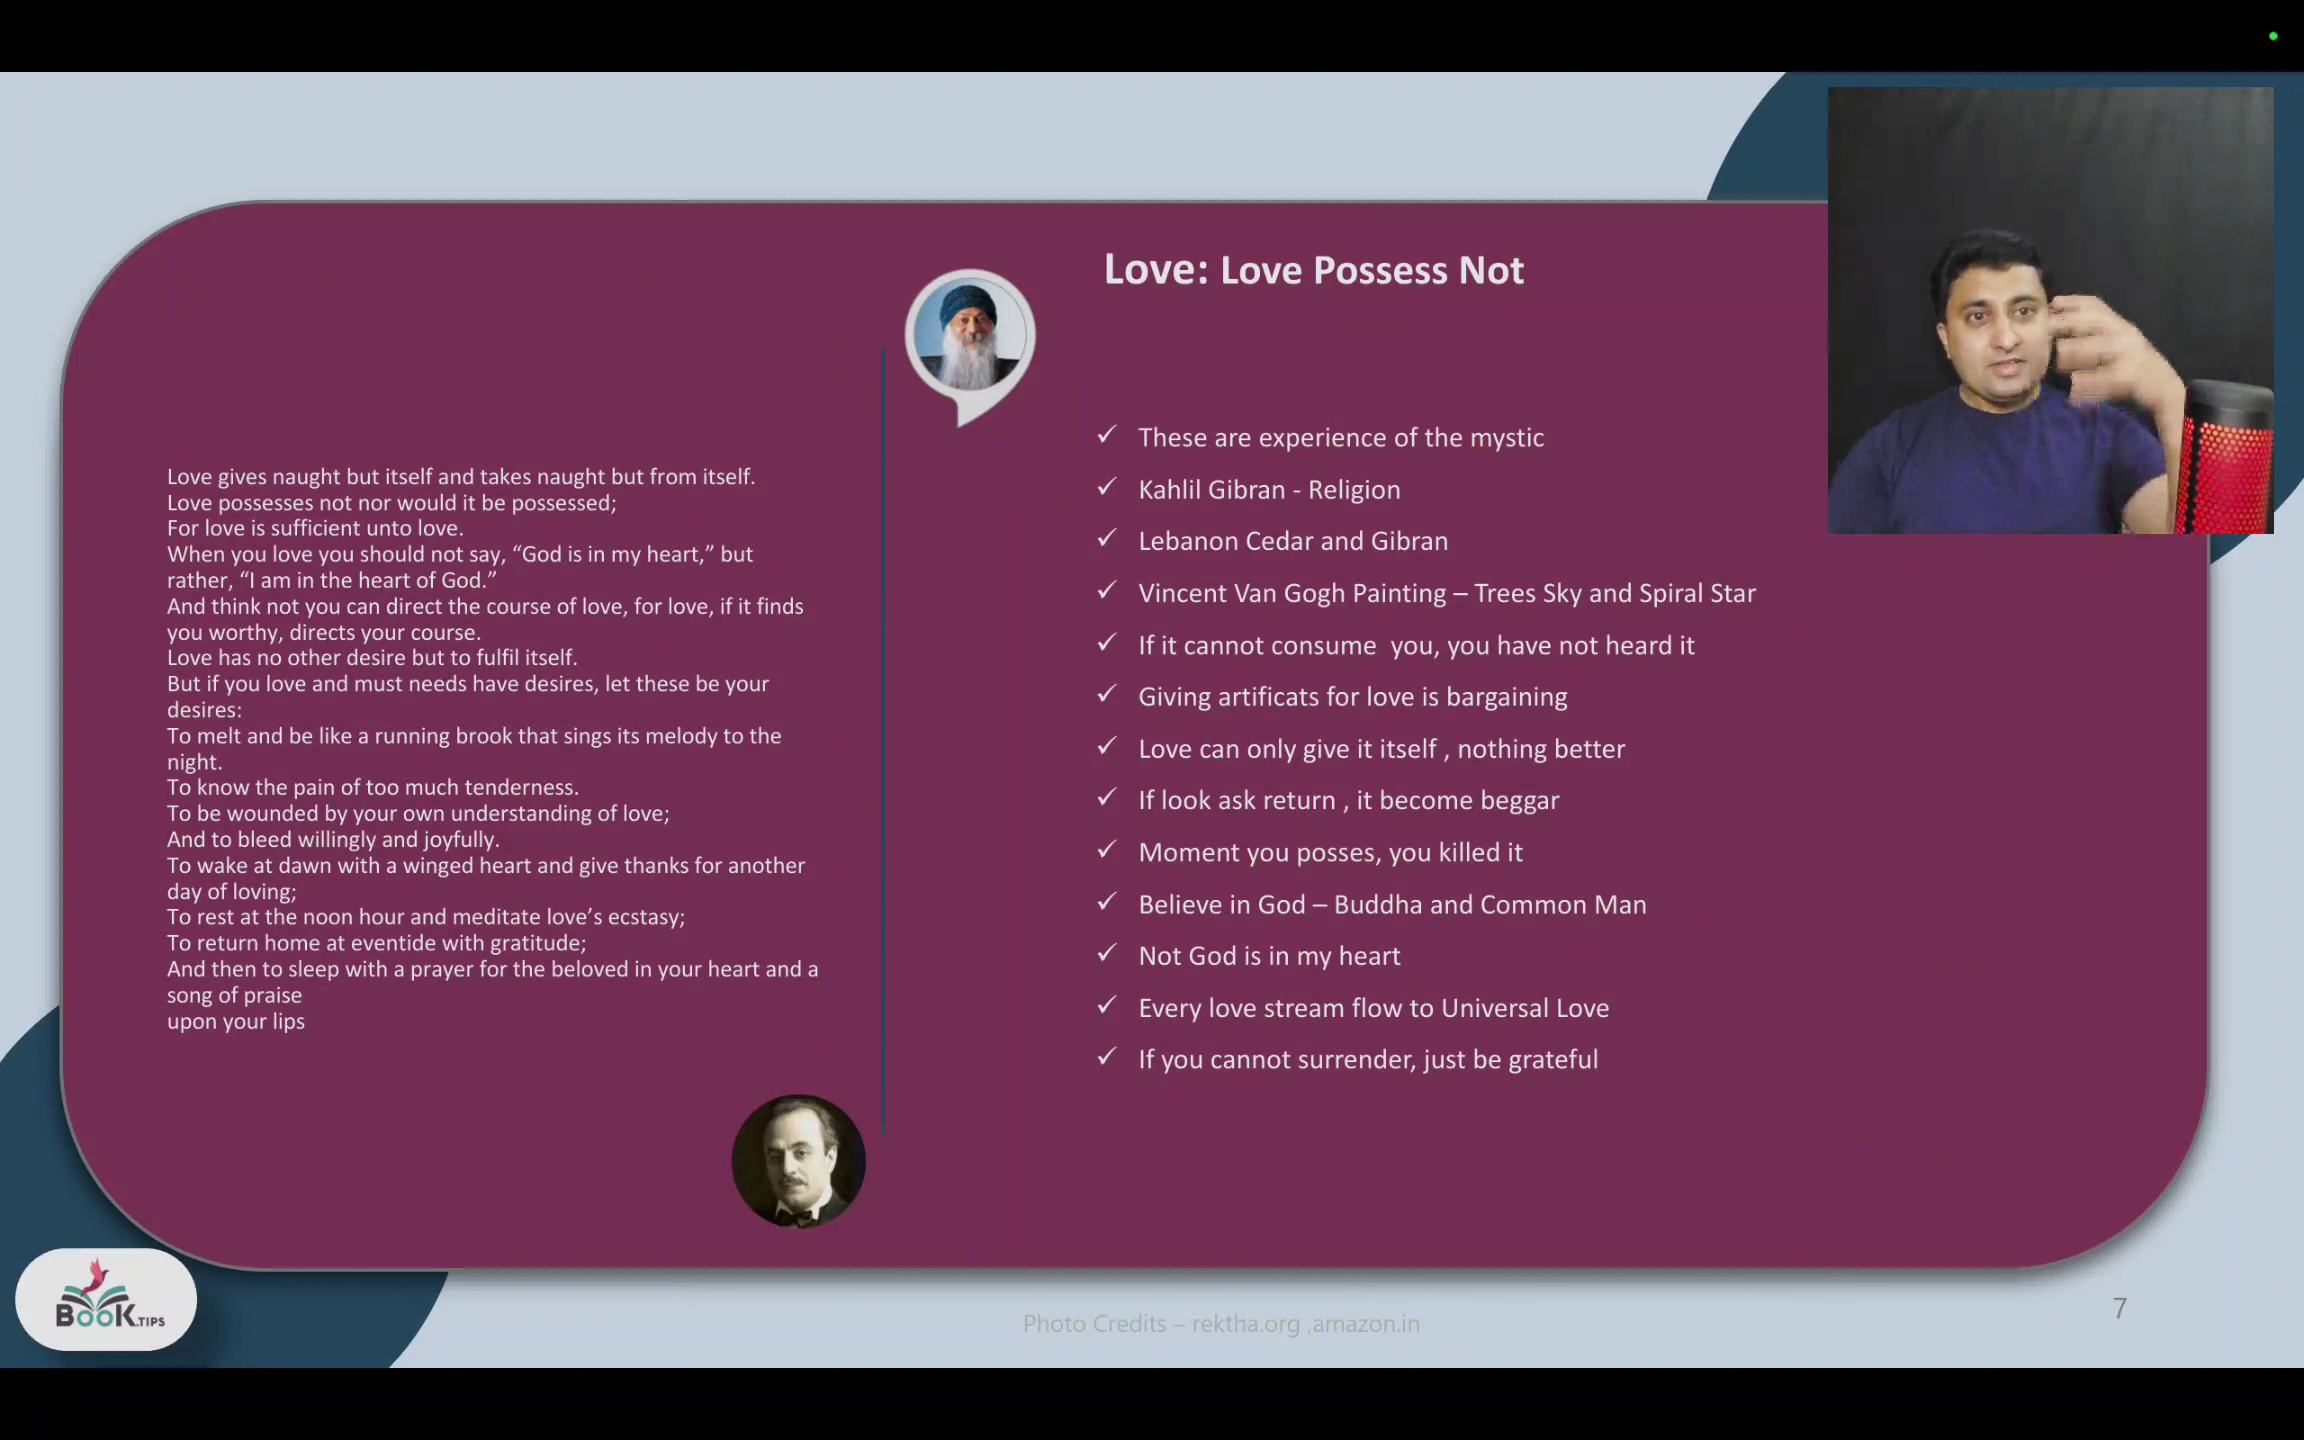 Love: Love Possess Not
Love gives naught but itself and takes naught but from itself.
Love possesses not nor would it be possessed;
For love is sufficient unto love.
When you love you should not say, “God is in my heart,” but
rather, “I am in the heart of God.”
And think not you can direct the course of love, for love, if it finds
you worthy, directs your course.
Love has no other desire but to fulfil itself.
But if you love and must needs have desires, let these be your
desires:
To melt and be like a running brook that sings its melody to the
night.
To know the pain of too much tenderness.
To be wounded by your own understanding of love;
And to bleed willingly and joyfully.
To wake at dawn with a winged heart and give thanks for another
day of loving;
To rest at the noon hour and meditate love’s ecstasy;
To return home at eventide with gratitude;
And then to sleep with a prayer for the beloved in your heart and a
song of praise
upon your lips
✓ These are experience of the mystic
✓ Kahlil Gibran - Religion
✓ Lebanon Cedar and Gibran
✓ Vincent Van Gogh Painting – Trees Sky and Spiral Star
✓ If it cannot consume  you, you have not heard it
✓ Giving artificats for love is bargaining
✓ Love can only give it itself , nothing better
✓ If look ask return , it become beggar
✓ Moment you posses, you killed it
✓ Believe in God – Buddha and Common Man
✓ Not God is in my heart
✓ Every love stream flow to Universal Love
✓ If you cannot surrender, just be grateful
BOOK.TIPS
Photo Credits – rektha.org ,amazon.in
7